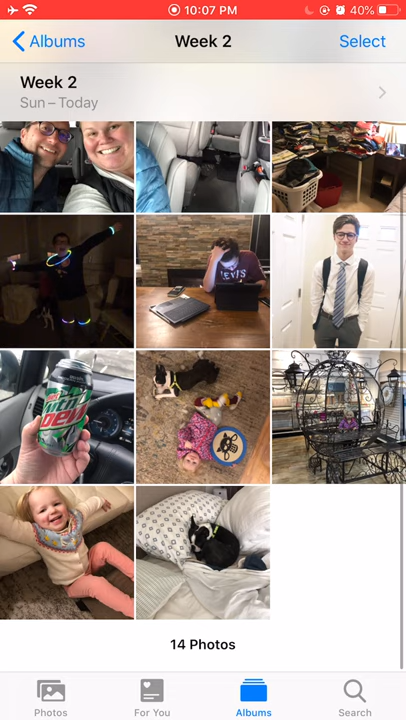 10:07 PM
40%
Albums
Week 2
Select
Week 2
Sun – Today
LEVIS
Mtn
DEW
14 Photos
Photos
For You
Albums
Search